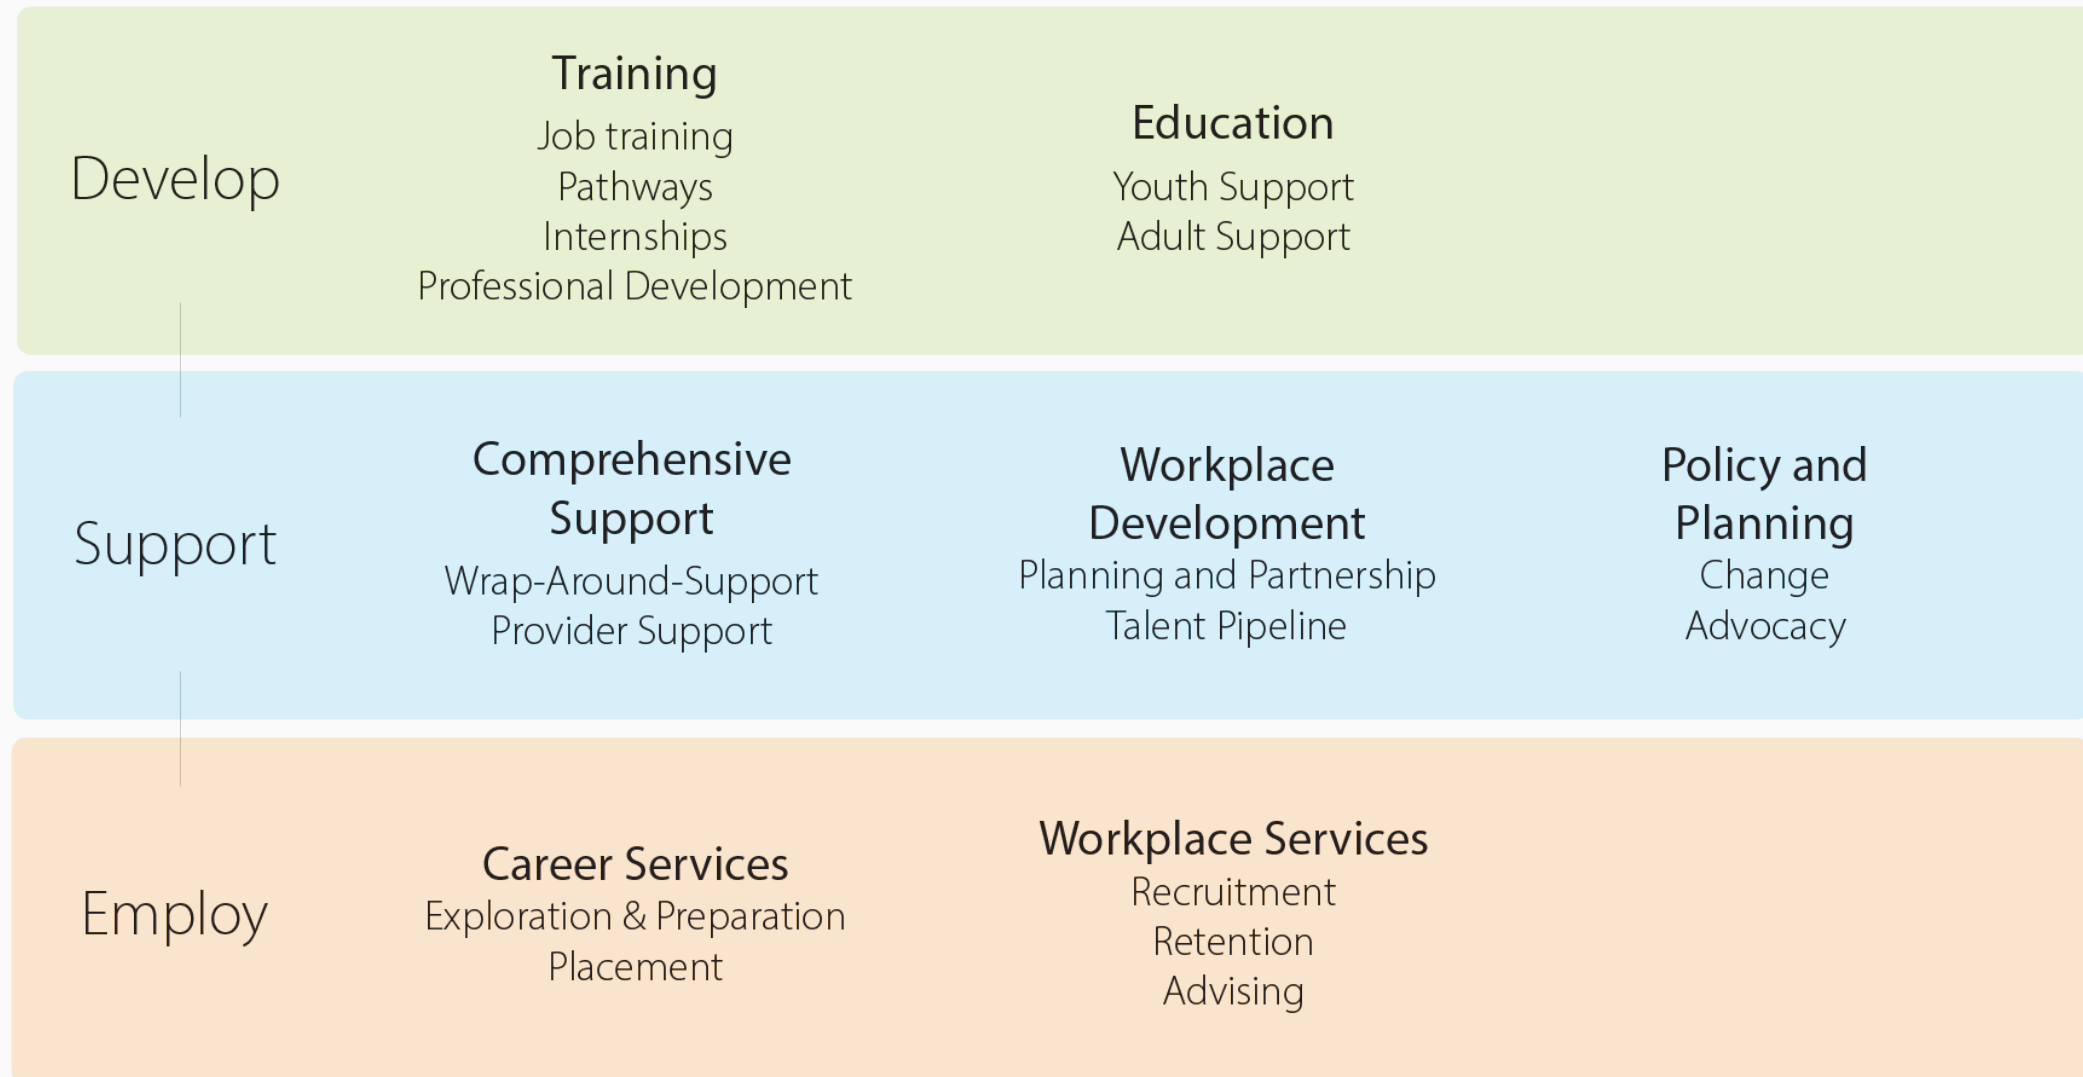 Develop
Training
Job training
Pathways
Internships
Professional Development
Education
Youth Support
Adult Support
Support
Comprehensive
Support
Wrap-Around-Support
Provider Support
Workplace
Development
Planning and Partnership
Talent Pipeline
Policy and
Planning
Change
Advocacy
Employ
Career Services
Exploration & Preparation
Placement
Workplace Services
Recruitment
Retention
Advising